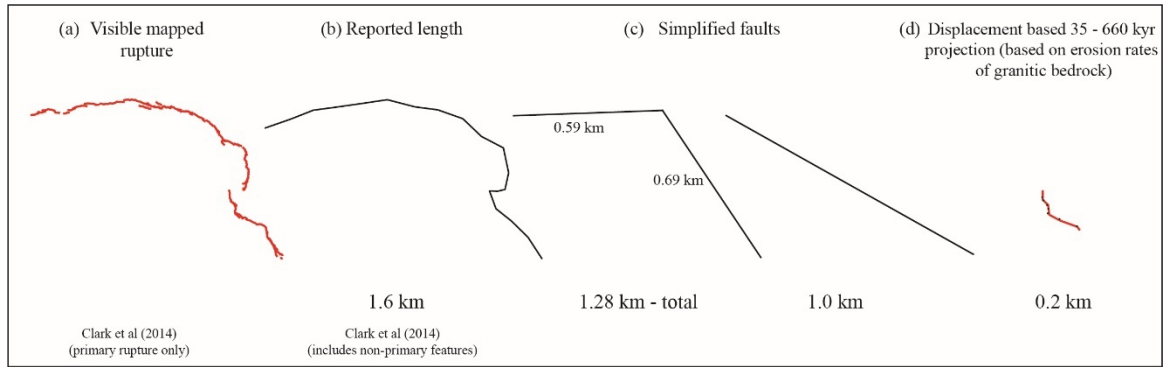 (a) Visible mapped
rupture
(b) Reported length
(c) Simplified faults
(d) Displacement based 35 - 660 kyr
projection (based on erosion rates
of granitic bedrock)
0.59 km
0.69 km
1.6 km
1.28 km - total
1.0 km
0.2 km
Clark et al (2014)
(primary rupture only)
Clark et al (2014)
(includes non-primary features)